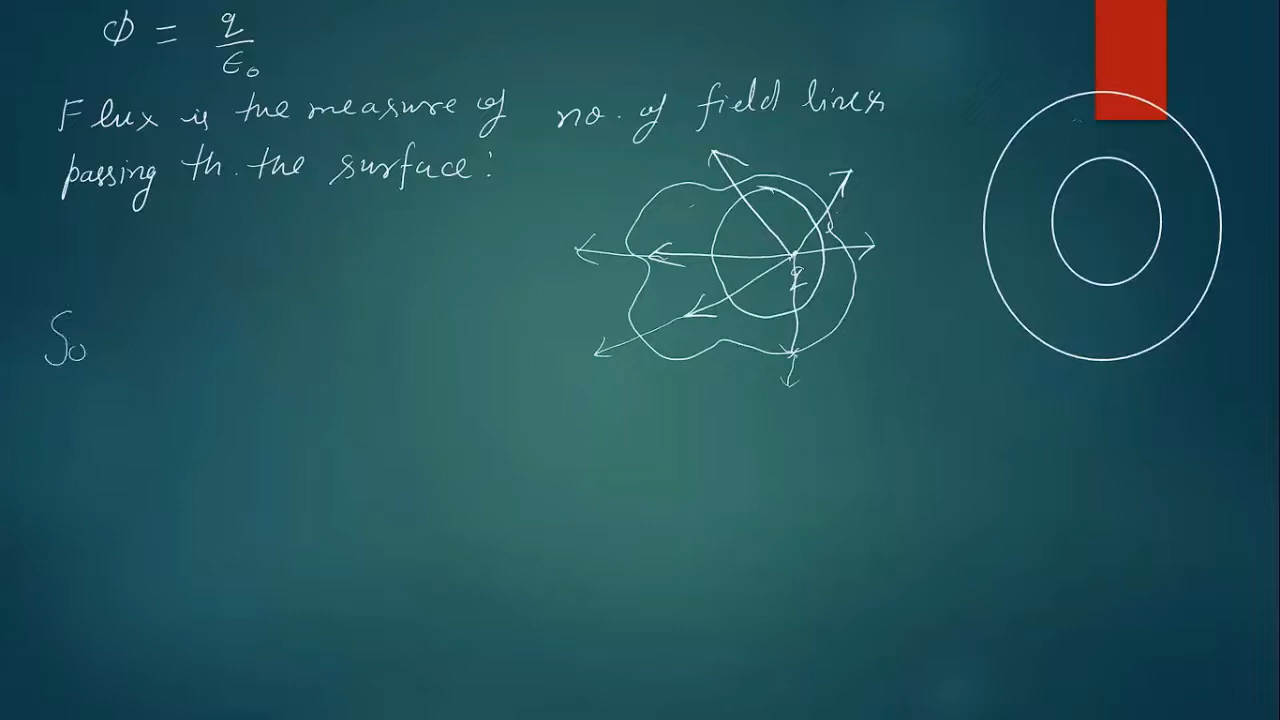 φ = q/ε₀
Flux is the measure of no. of field lines
passing th. the surface:
q
So